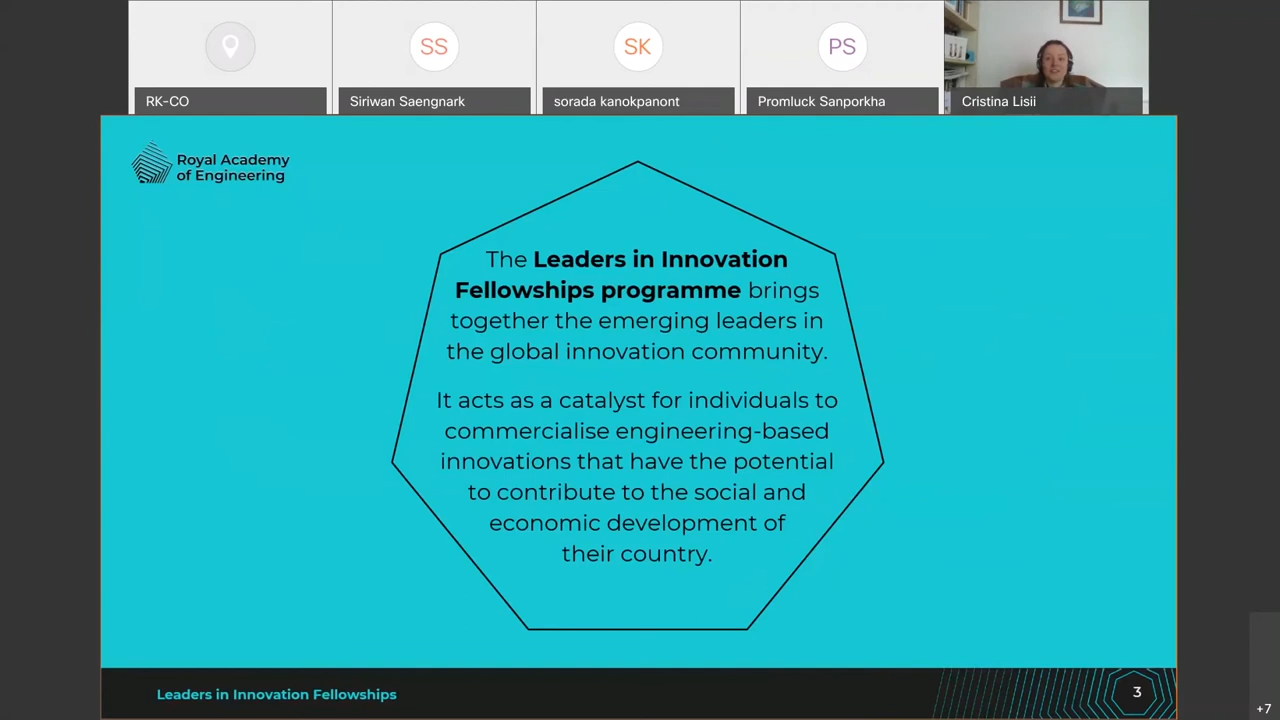 SS
SK
PS
RK-CO
Siriwan Saengnark
sorada kanokpanont
Promluck Sanporkha
Cristina Lisii
Royal Academy
of Engineering
The Leaders in Innovation
Fellowships programme brings
together the emerging leaders in
the global innovation community.
It acts as a catalyst for individuals to
commercialise engineering-based
innovations that have the potential
to contribute to the social and
economic development of
their country.
Leaders in Innovation Fellowships
3
+7